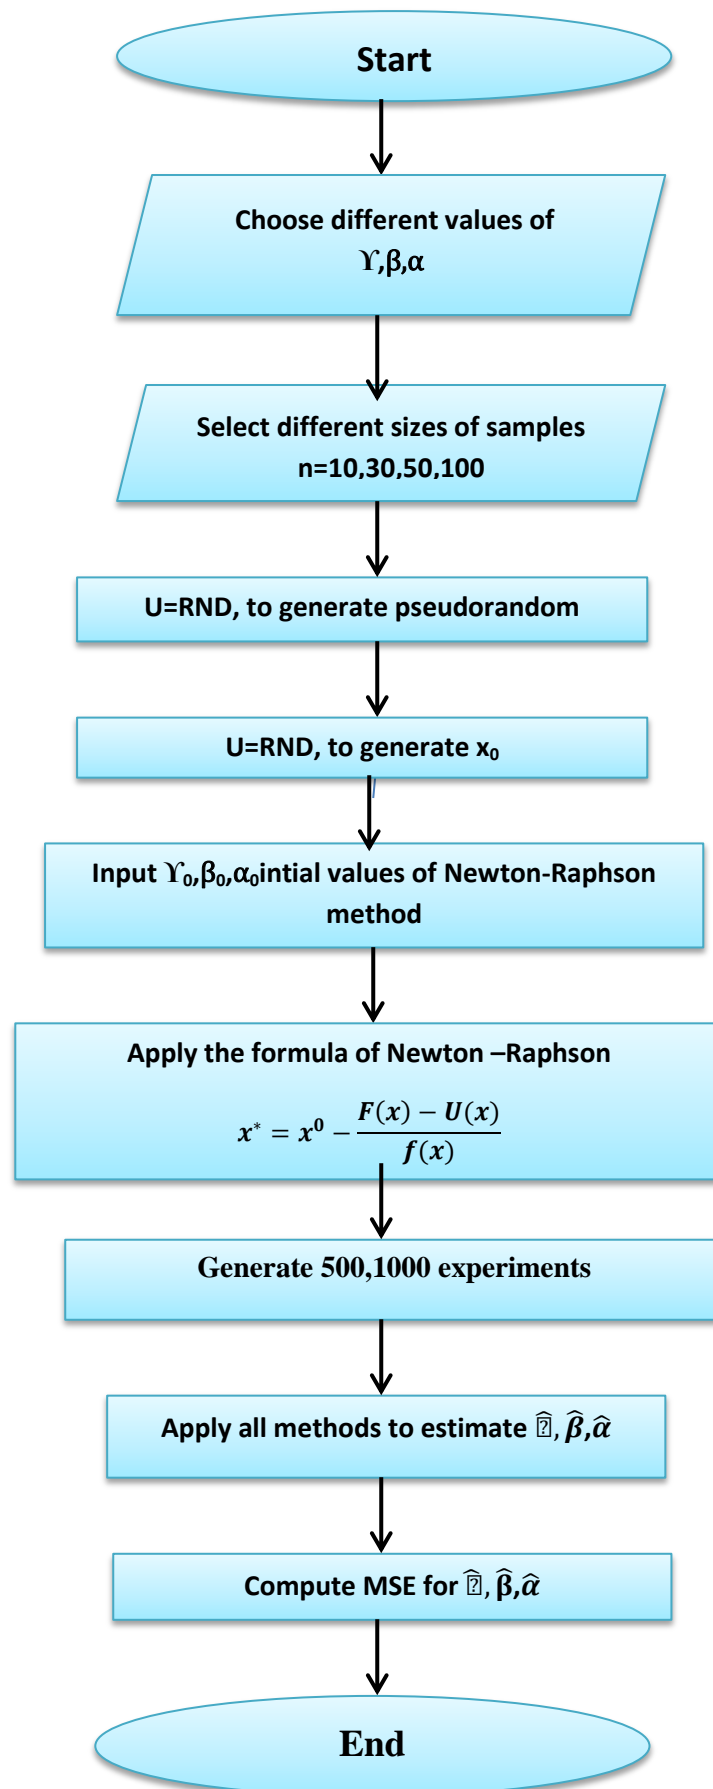 Start
Choose different values of
ϒ,β,α
Select different sizes of samples
n=10,30,50,100
U=RND, to generate pseudorandom
U=RND, to generate x₀
Input ϒ₀,β₀,α₀intial values of Newton-Raphson
method
Apply the formula of Newton –Raphson
x* = x⁰ − (F(x) − U(x)) / f(x)
Generate 500,1000 experiments
Apply all methods to estimate , β̂,α̂
Compute MSE for , β̂,α̂
End